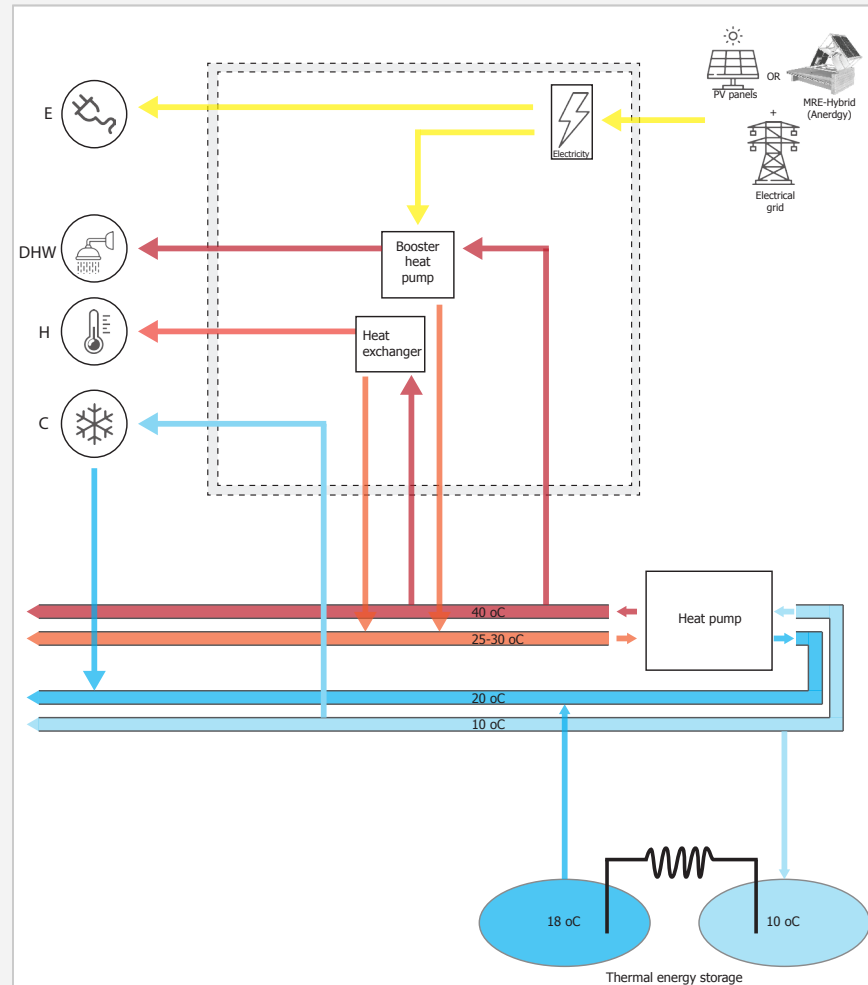 PV panels
OR
MRE-Hybrid
(Anerdgy)
+
Electrical
grid
E
Electricity
DHW
Booster
heat
pump
H
Heat
exchanger
C
40 oC
Heat pump
25-30 oC
20 oC
10 oC
18 oC
10 oC
Thermal energy storage